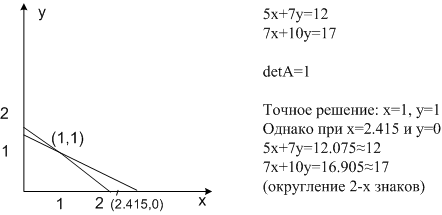 y
2
(1,1)
1
1
2
(2.415,0)
x
5x+7y=12
7x+10y=17
detA=1
Точное решение: x=1, y=1
Однако при x=2.415 и y=0
5x+7y=12.075≈12
7x+10y=16.905≈17
(округление 2-х знаков)